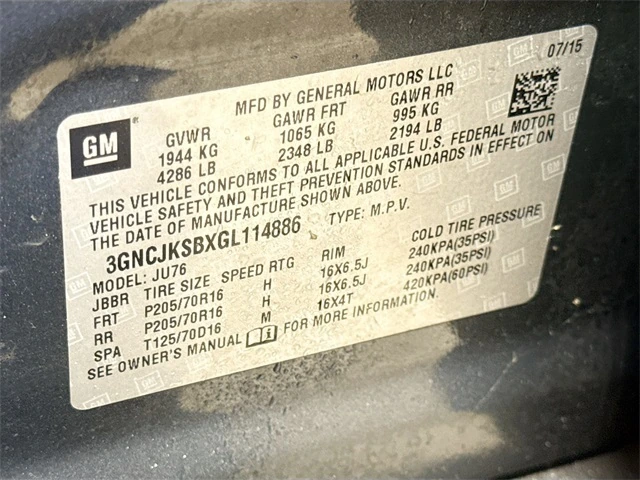 07/15
MFD BY GENERAL MOTORS LLC
GM
GVWR GAWR FRT GAWR RR
1944 KG 1065 KG 995 KG
4286 LB 2348 LB 2194 LB
THIS VEHICLE CONFORMS TO ALL APPLICABLE U.S. FEDERAL MOTOR
VEHICLE SAFETY AND THEFT PREVENTION STANDARDS IN EFFECT ON
THE DATE OF MANUFACTURE SHOWN ABOVE.
3GNCJKSBXGL114886 TYPE: M.P.V.
MODEL: JU76
JBBR TIRE SIZE SPEED RTG RIM COLD TIRE PRESSURE
FRT P205/70R16 H 16X6.5J 240KPA(35PSI)
RR P205/70R16 H 16X6.5J 240KPA(35PSI)
SPA T125/70D16 M 16X4T 420KPA(60PSI)
SEE OWNER'S MANUAL FOR MORE INFORMATION.